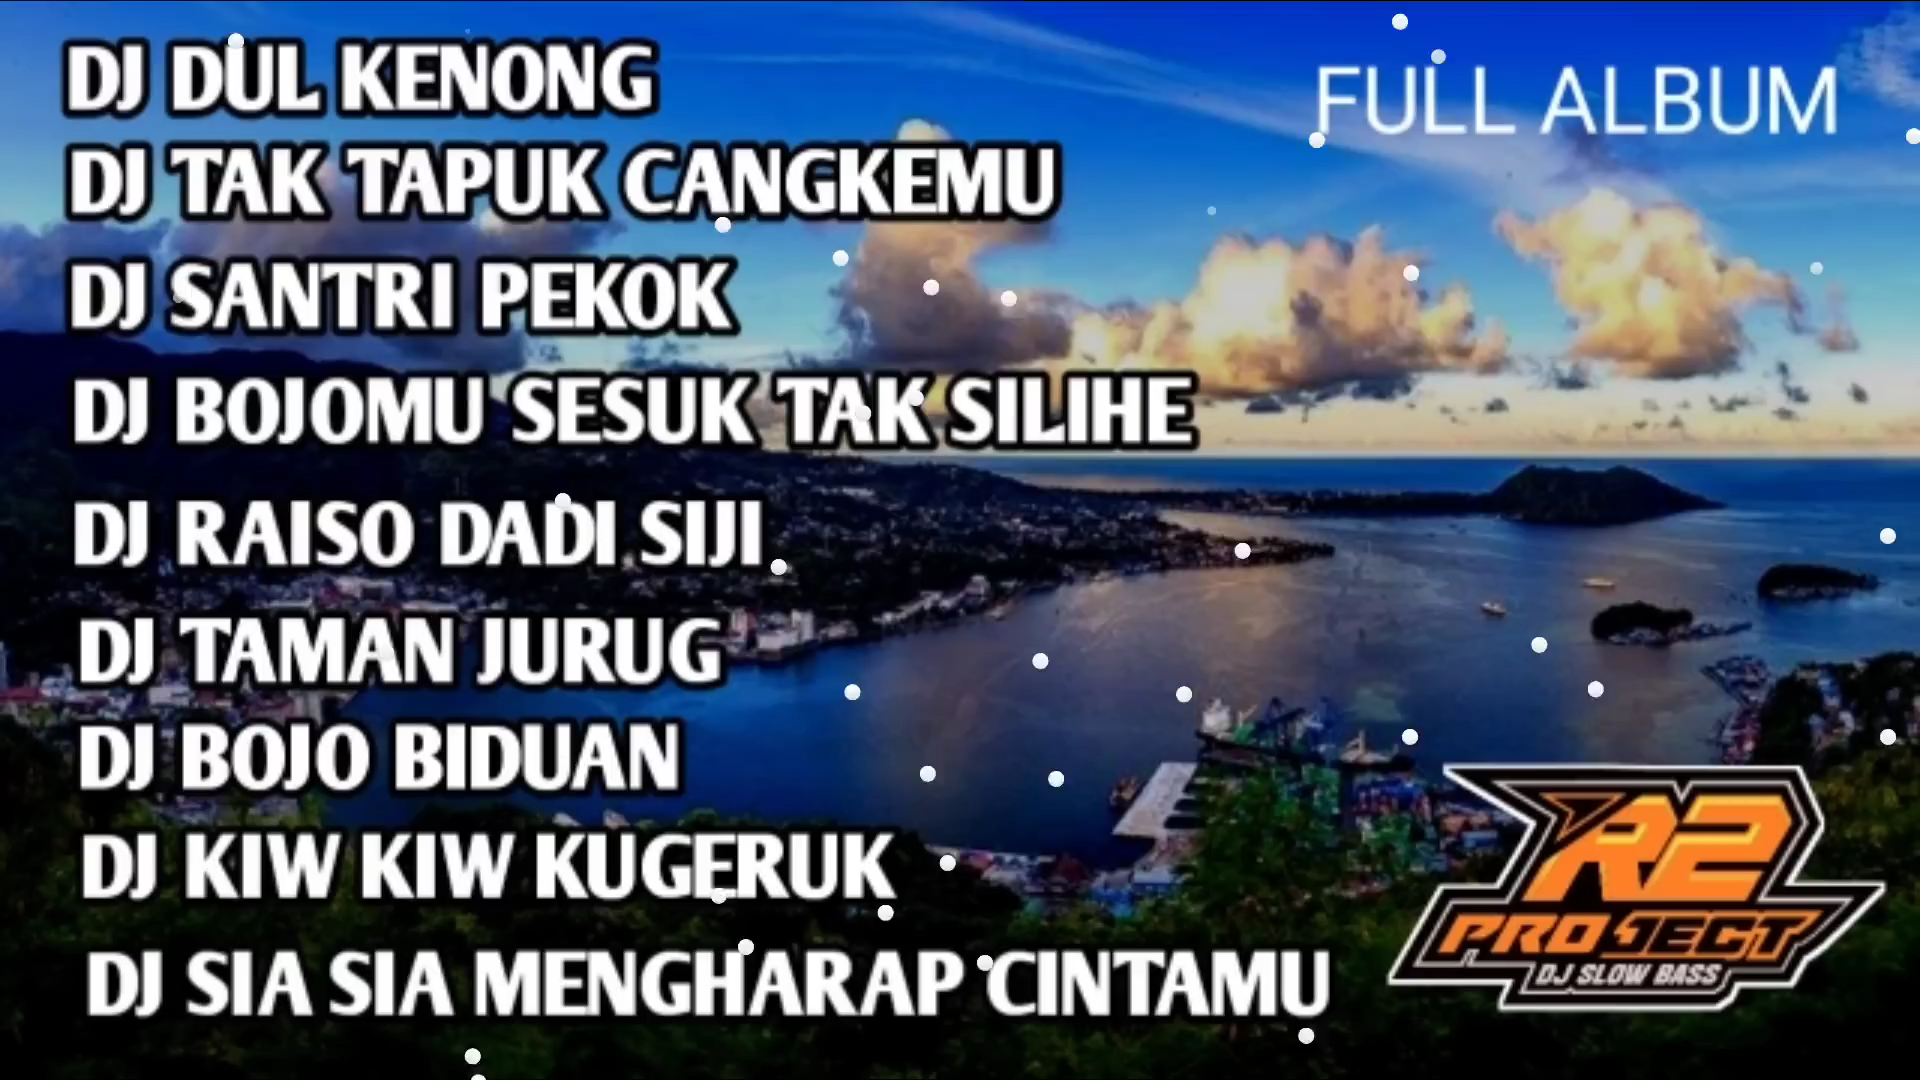 DJ DUL KENONG
FULL ALBUM
DJ TAK TAPUK CANGKEMU
DJ SANTRI PEKOK
DJ BOJOMU SESUK TAK SILIHE
DJ RAISO DADI SIJI
DJ TAMAN JURUG
DJ BOJO BIDUAN
DJ KIW KIW KUGERUK
DJ SIA SIA MENGHARAP CINTAMU
R2
PROJECT
DJ SLOW BASS